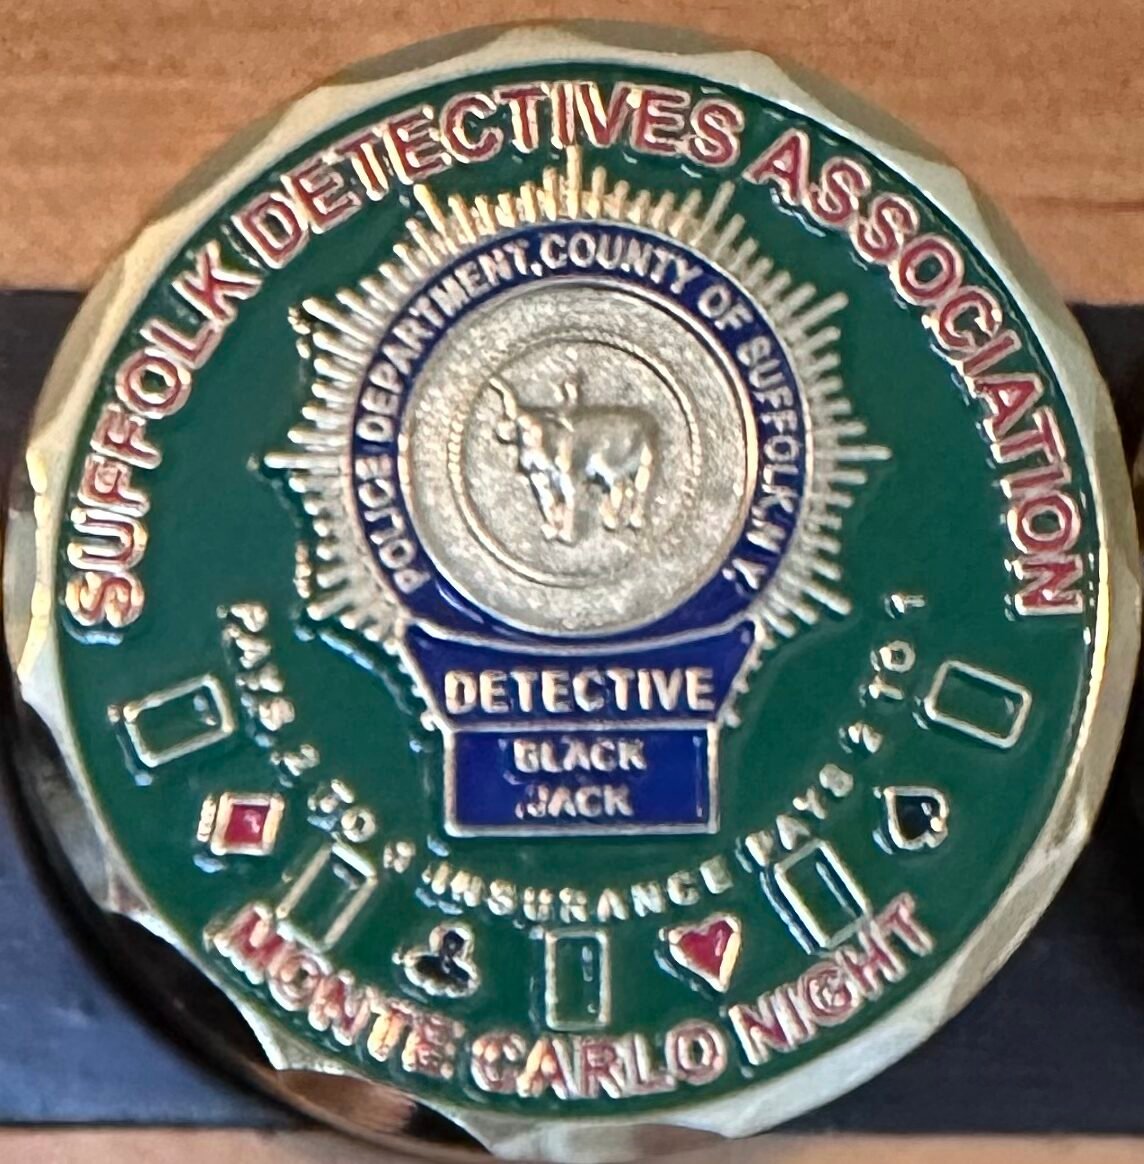 SUFFOLK DETECTIVES ASSOCIATION
POLICE DEPARTMENT, COUNTY OF SUFFOLK, N.Y.
DETECTIVE
BLACK
JACK
PAYS 2 TO 1 INSURANCE PAYS 2 TO 1
MONTE CARLO NIGHT